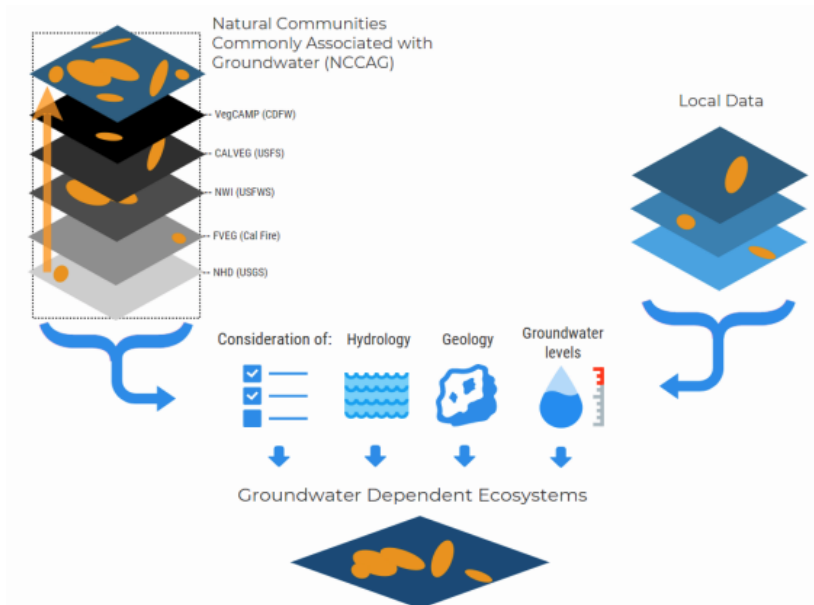 Natural Communities
Commonly Associated with
Groundwater (NCCAG)
VegCAMP (CDFW)
CALVEG (USFS)
NWI (USFWS)
FVEG (Cal Fire)
NHD (USGS)
Local Data
Consideration of:
Hydrology
Geology
Groundwater
levels
Groundwater Dependent Ecosystems